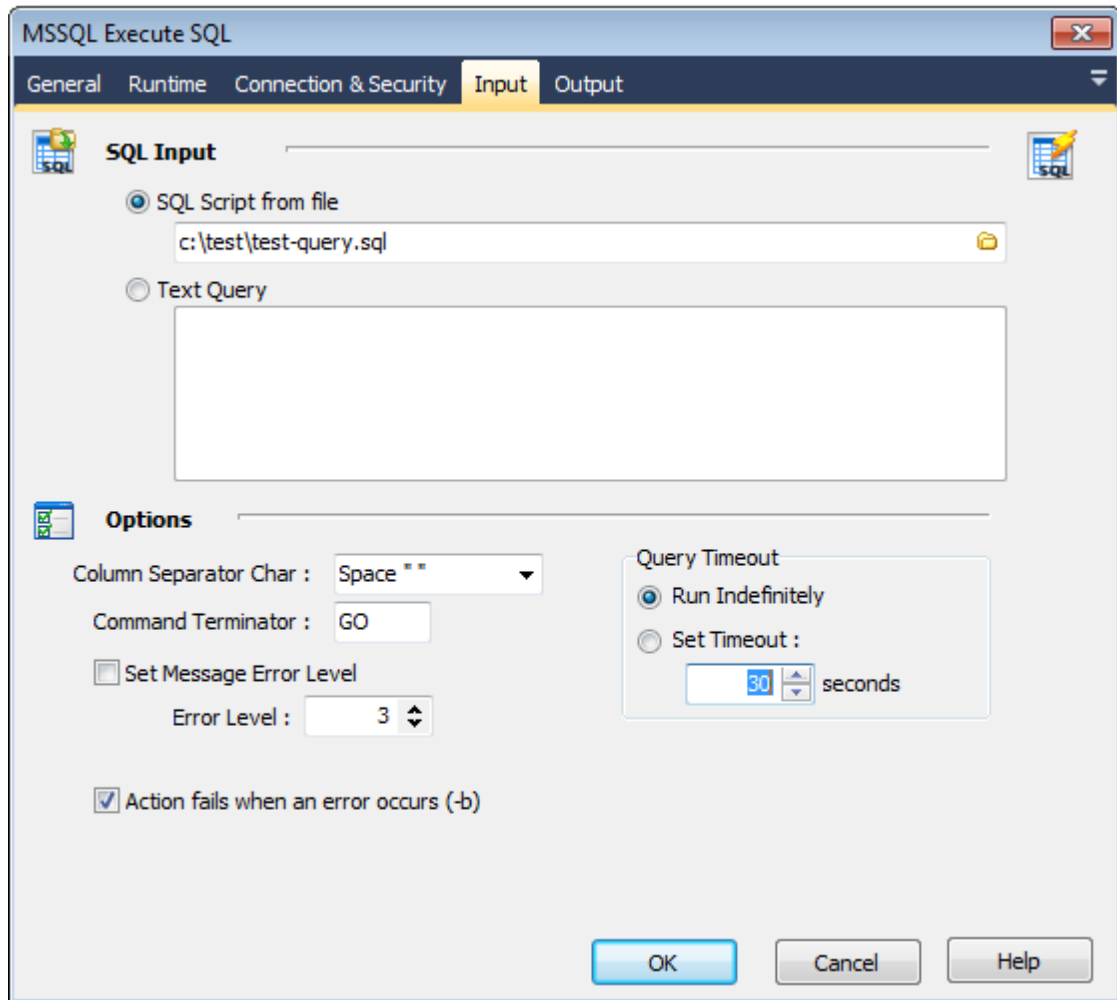 MSSQL Execute SQL
General Runtime Connection & Security Input Output
SQL SQL Input SQL
SQL Script from file
c:\test\test-query.sql
Text Query
Options
Query Timeout
Column Separator Char : Space " "
Run Indefinitely
Command Terminator : GO
Set Timeout :
Set Message Error Level
30 seconds
Error Level : 3
Action fails when an error occurs (-b)
OK Cancel Help